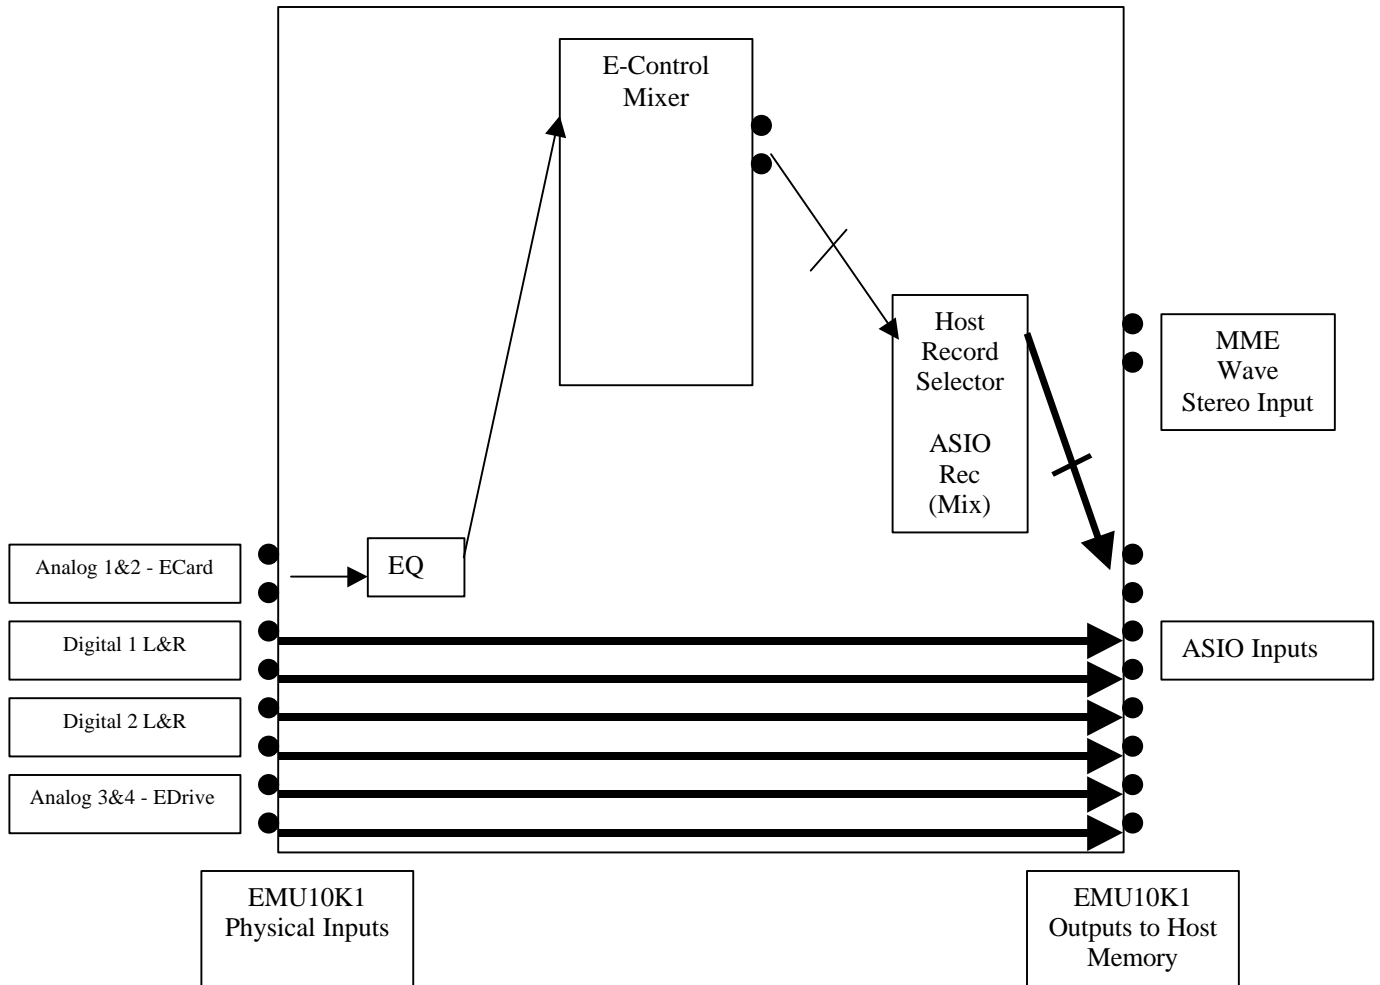 E-Control
Mixer
Host
Record
Selector
ASIO
Rec
(Mix)
MME
Wave
Stereo Input
Analog 1&2 - ECard
EQ
Digital 1 L&R
ASIO Inputs
Digital 2 L&R
Analog 3&4 - EDrive
EMU10K1
Physical Inputs
EMU10K1
Outputs to Host
Memory